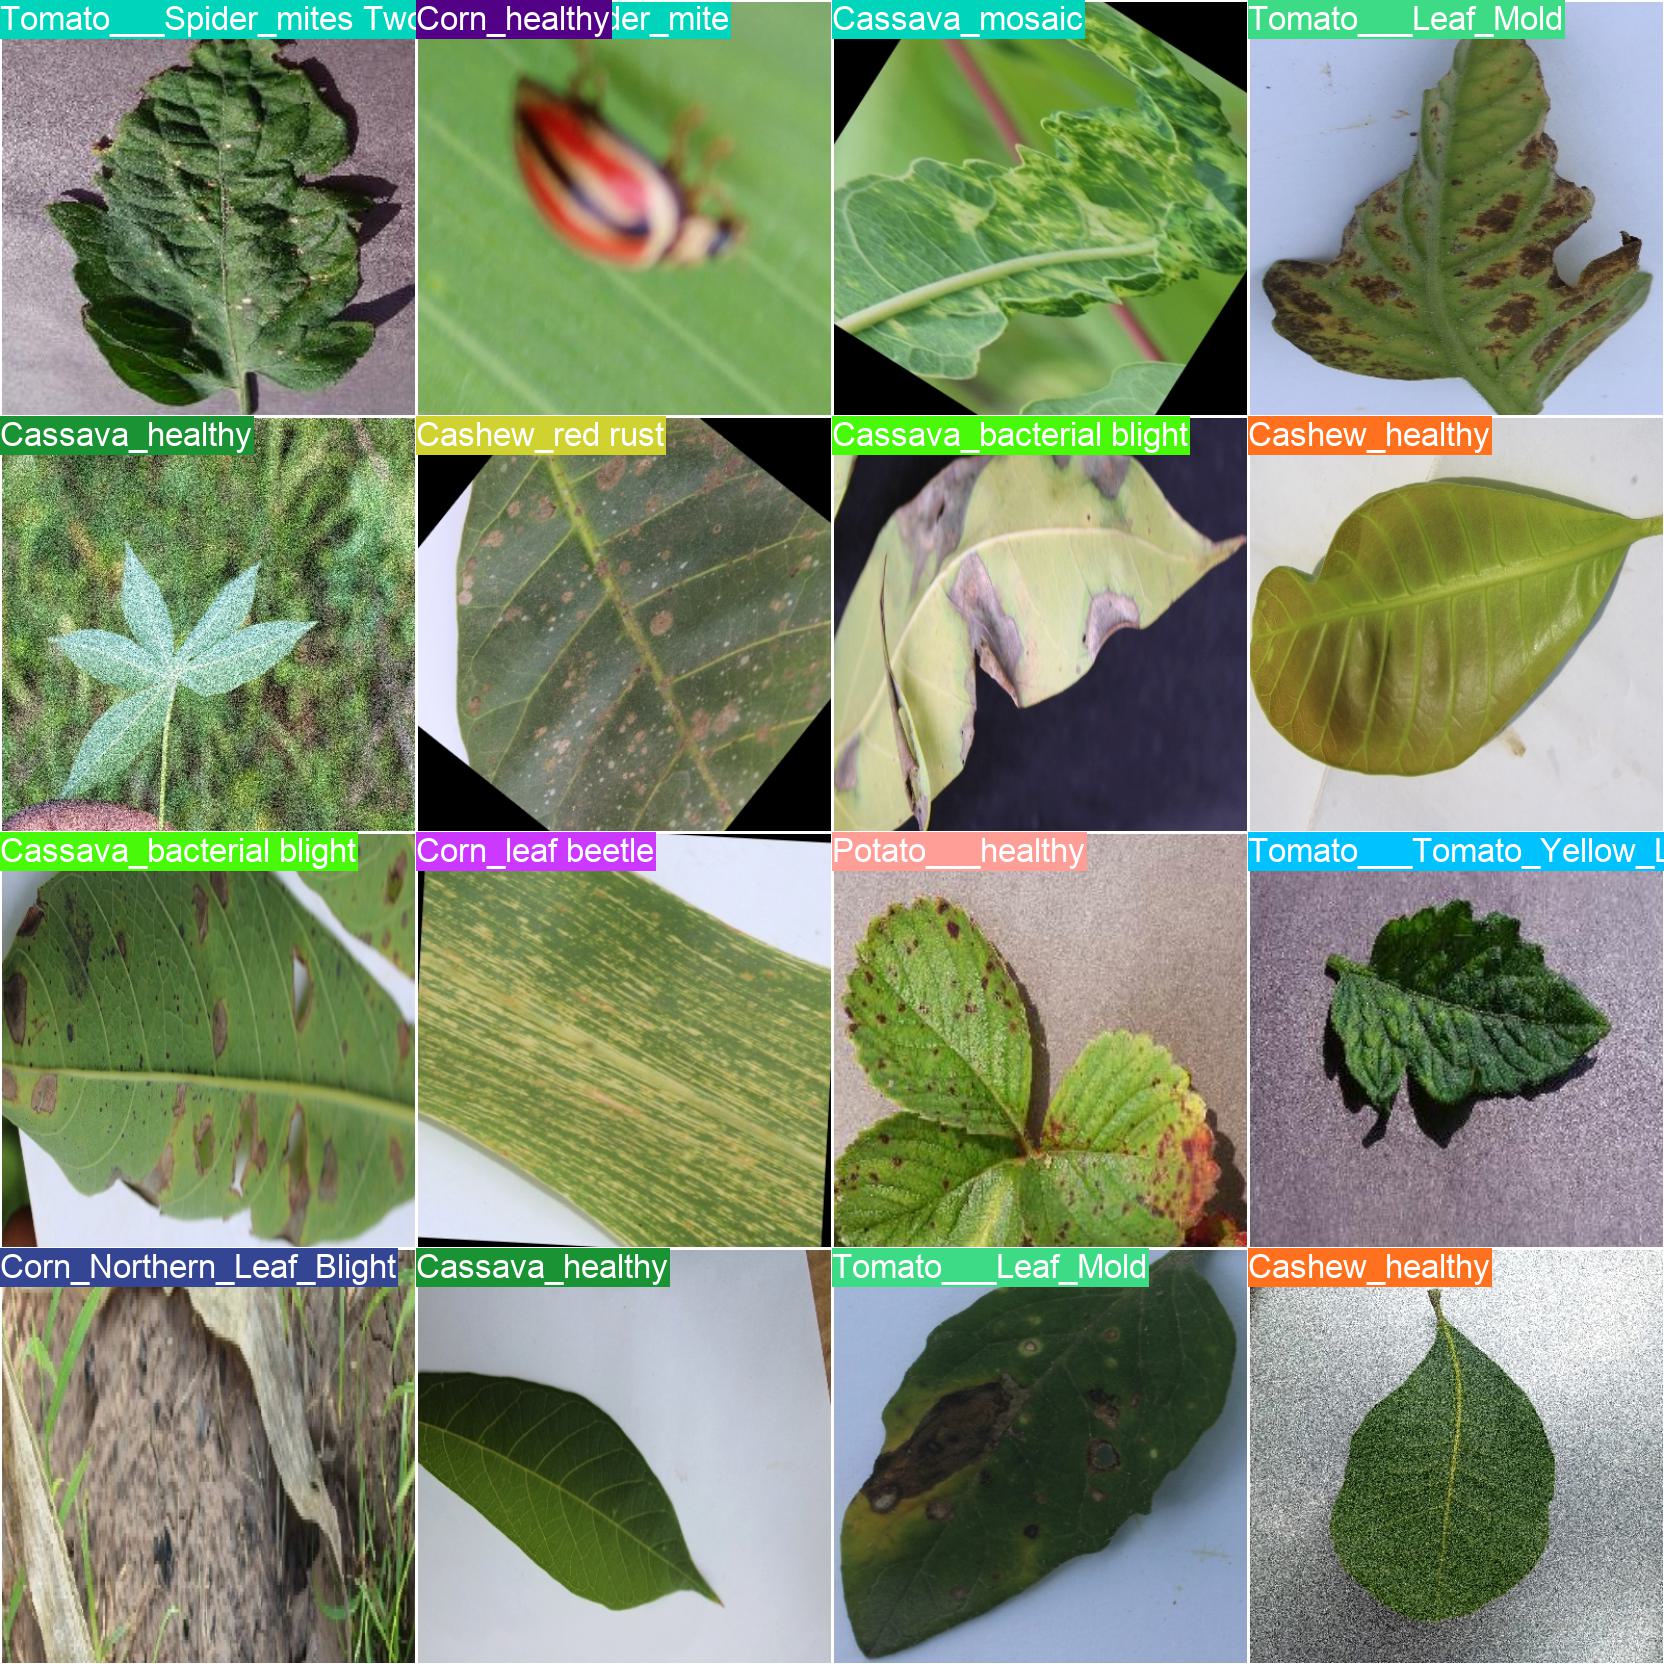 Tomato___Spider_mites Two
Corn_healthy
der_mite
Cassava_mosaic
Tomato___Leaf_Mold
Cassava_healthy
Cashew_red rust
Cassava_bacterial blight
Cashew_healthy
Cassava_bacterial blight
Corn_leaf beetle
Potato___healthy
Tomato___Tomato_Yellow_L
Corn_Northern_Leaf_Blight
Cassava_healthy
Tomato___Leaf_Mold
Cashew_healthy